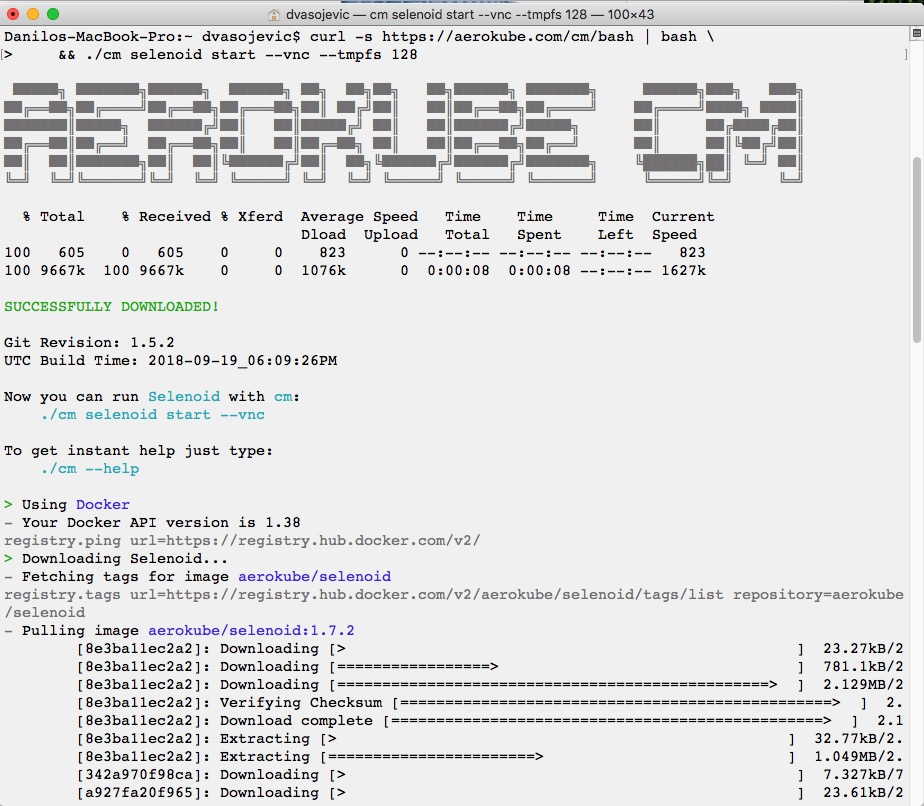 dvasojevic — cm selenoid start --vnc --tmpfs 128 — 100×43
Danilos-MacBook-Pro:~ dvasojevic$ curl -s https://aerokube.com/cm/bash | bash \
>     && ./cm selenoid start --vnc --tmpfs 128
AEROKUBE CM
% Total    % Received % Xferd  Average Speed   Time    Time     Time  Current
Dload  Upload   Total   Spent    Left  Speed
100   605    0   605    0     0    823      0 --:--:-- --:--:-- --:--:--   823
100 9667k  100 9667k    0     0  1076k      0  0:00:08  0:00:08 --:--:-- 1627k
SUCCESSFULLY DOWNLOADED!
Git Revision: 1.5.2
UTC Build Time: 2018-09-19_06:09:26PM
Now you can run Selenoid with cm:
./cm selenoid start --vnc
To get instant help just type:
./cm --help
> Using Docker
- Your Docker API version is 1.38
registry.ping url=https://registry.hub.docker.com/v2/
> Downloading Selenoid...
- Fetching tags for image aerokube/selenoid
registry.tags url=https://registry.hub.docker.com/v2/aerokube/selenoid/tags/list repository=aerokube
/selenoid
- Pulling image aerokube/selenoid:1.7.2
[8e3ba11ec2a2]: Downloading [>                                                  ]  23.27kB/2
[8e3ba11ec2a2]: Downloading [=================>                                 ]  781.1kB/2
[8e3ba11ec2a2]: Downloading [================================================>  ]  2.129MB/2
[8e3ba11ec2a2]: Verifying Checksum [================================================>  ]  2.
[8e3ba11ec2a2]: Download complete [================================================>  ]  2.1
[8e3ba11ec2a2]: Extracting [>                                                  ]  32.77kB/2.
[8e3ba11ec2a2]: Extracting [=======================>                           ]  1.049MB/2.
[342a970f98ca]: Downloading [>                                                  ]  7.327kB/7
[a927fa20f965]: Downloading [>                                                  ]  23.61kB/2